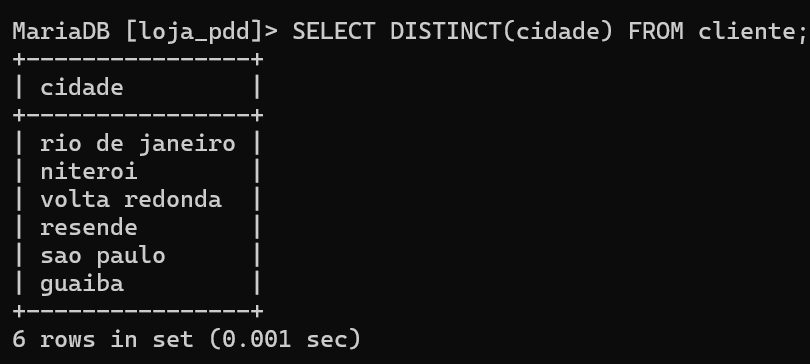 MariaDB [loja_pdd]> SELECT DISTINCT(cidade) FROM cliente;
+----------------+
| cidade         |
+----------------+
| rio de janeiro |
| niteroi        |
| volta redonda  |
| resende        |
| sao paulo      |
| guaiba         |
+----------------+
6 rows in set (0.001 sec)